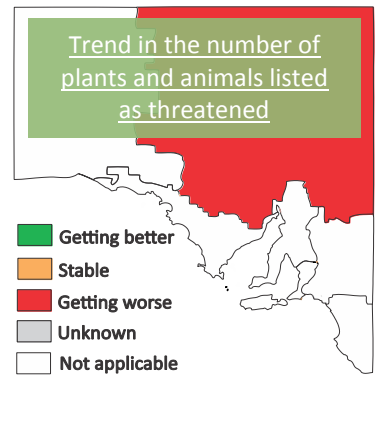 Trend in the number of
plants and animals listed
as threatened
Getting better
Stable
Getting worse
Unknown
Not applicable